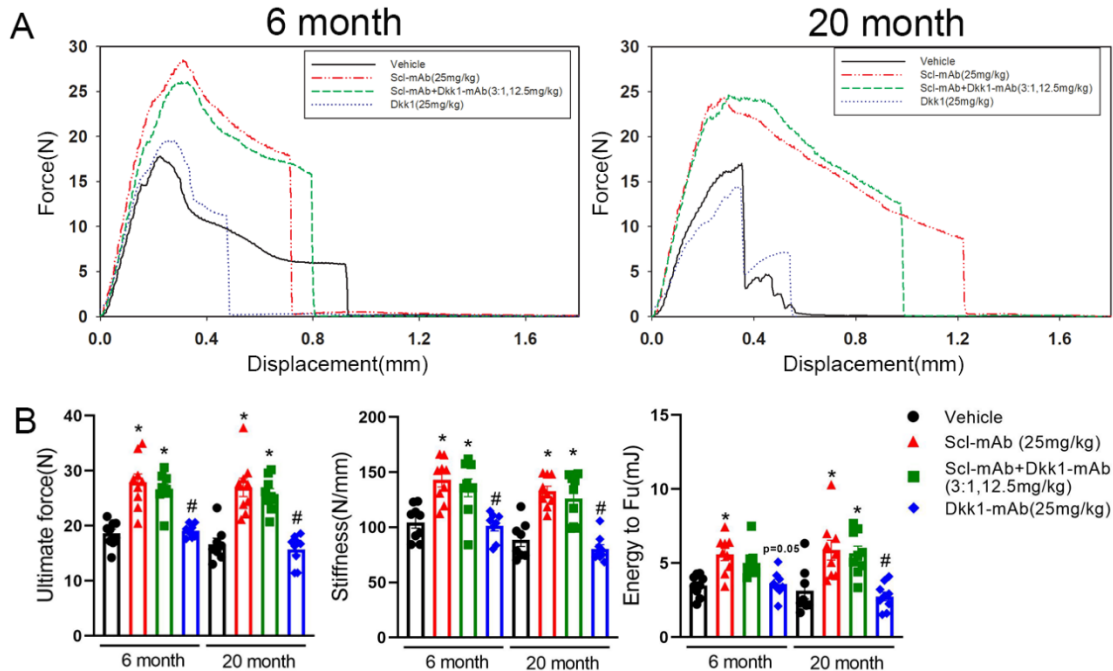 A
6 month
20 month
30
25
20
15
10
5
0
Force(N)
Vehicle
Scl-mAb(25mg/kg)
Scl-mAb+Dkk1-mAb(3:1,12.5mg/kg)
Dkk1(25mg/kg)
0.0 0.4 0.8 1.2 1.6
Displacement(mm)
30
25
20
15
10
5
0
Force(N)
Vehicle
Scl-mAb(25mg/kg)
Scl-mAb+Dkk1-mAb(3:1,12.5mg/kg)
Dkk1(25mg/kg)
0.0 0.4 0.8 1.2 1.6
Displacement(mm)
B
40
30
20
10
0
Ultimate force(N)
* * # * * #
6 month 20 month
200
150
100
50
0
Stiffness(N/mm)
* * # * * #
6 month 20 month
15
10
5
0
Energy to Fu(mJ)
* p=0.05 * * #
6 month 20 month
Vehicle
Scl-mAb (25mg/kg)
Scl-mAb+Dkk1-mAb
(3:1,12.5mg/kg)
Dkk1-mAb(25mg/kg)